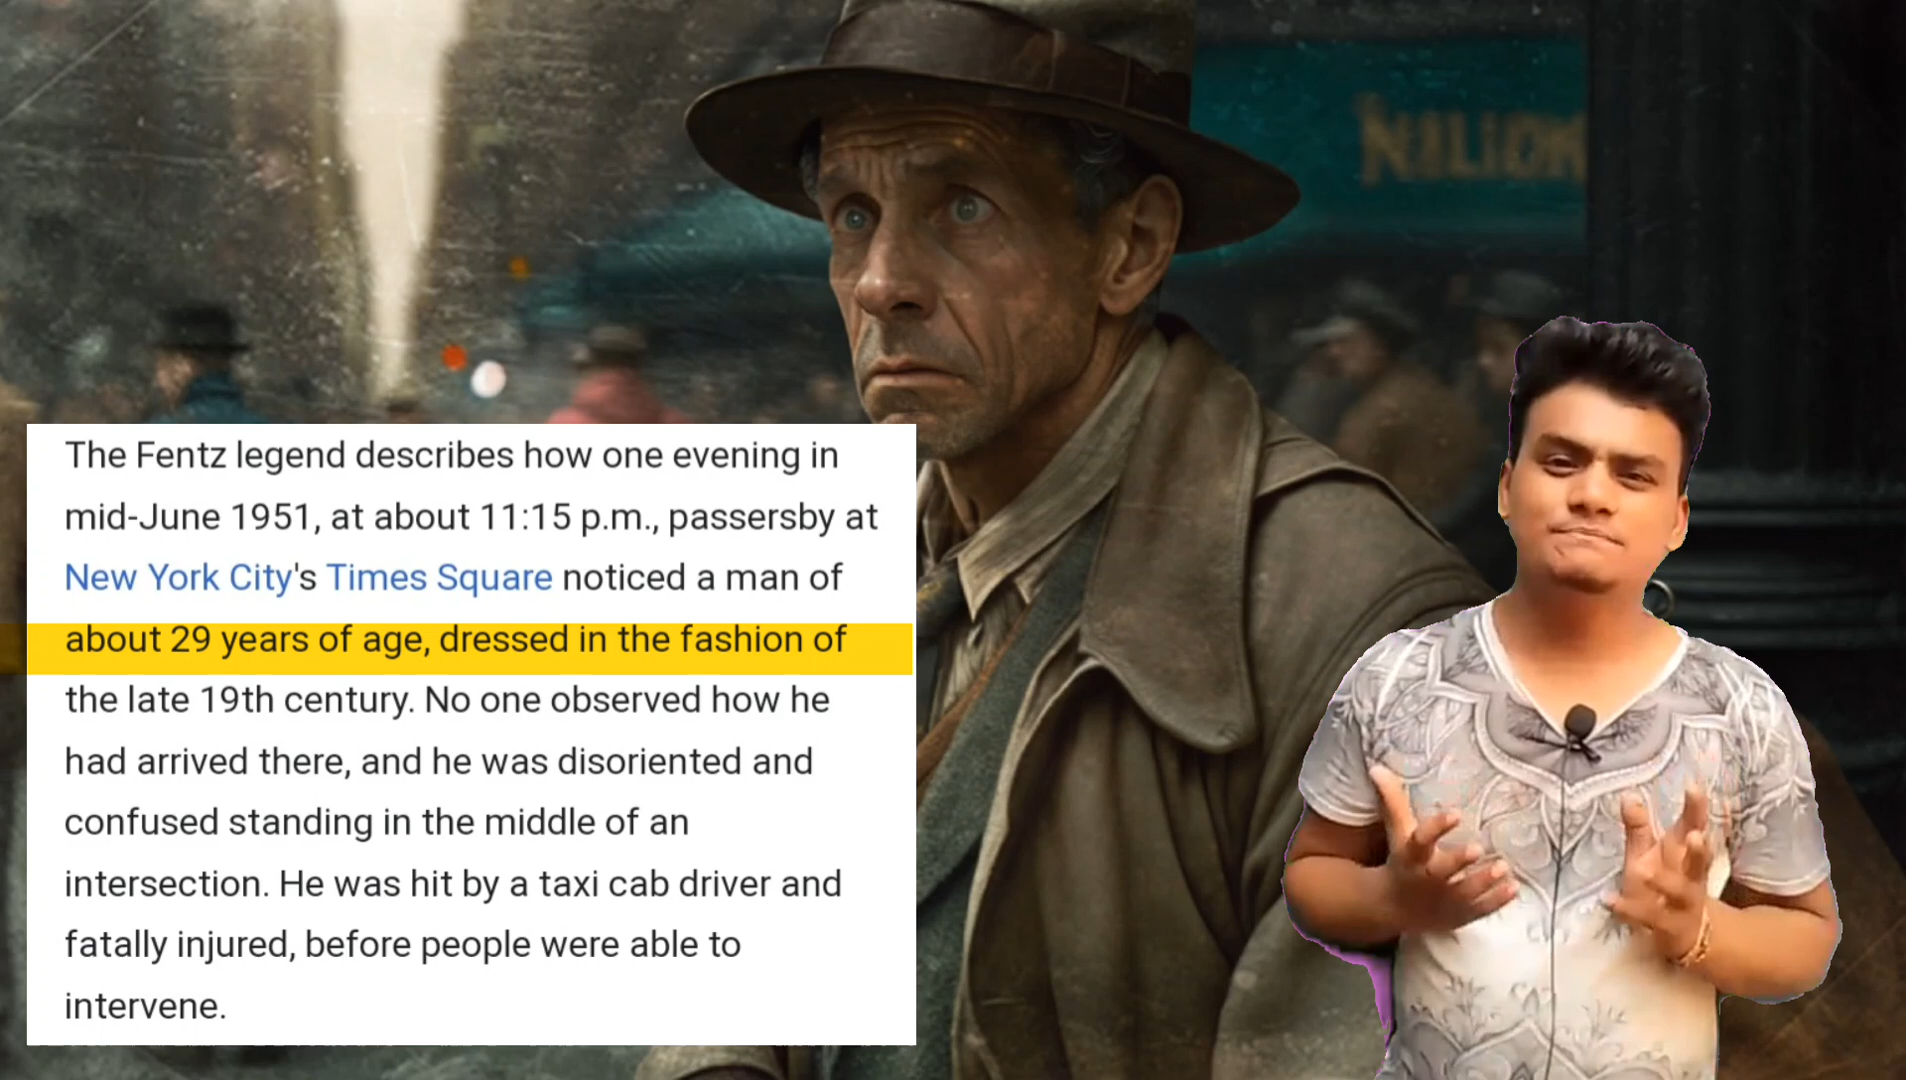 NILION
The Fentz legend describes how one evening in
mid-June 1951, at about 11:15 p.m., passersby at
New York City's Times Square noticed a man of
about 29 years of age, dressed in the fashion of
the late 19th century. No one observed how he
had arrived there, and he was disoriented and
confused standing in the middle of an
intersection. He was hit by a taxi cab driver and
fatally injured, before people were able to
intervene.